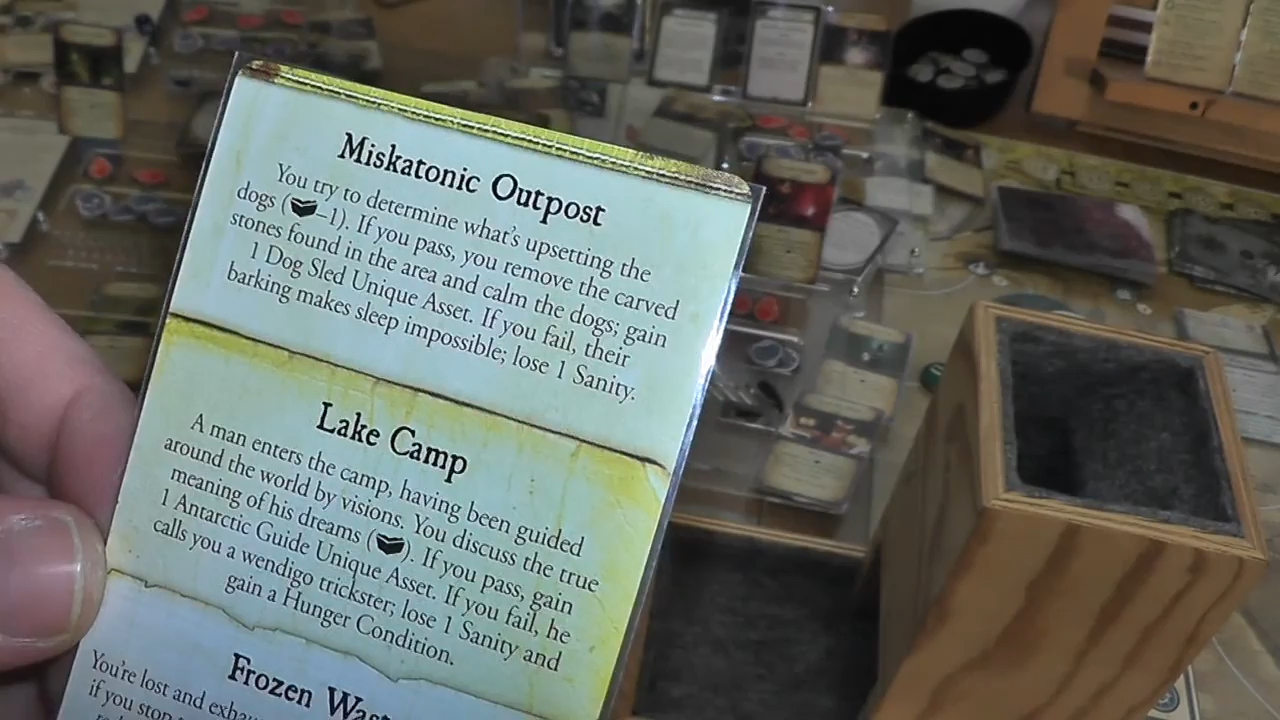 Miskatonic Outpost
You try to determine what's upsetting the
dogs (–1). If you pass, you remove the carved
stones found in the area and calm the dogs; gain
1 Dog Sled Unique Asset. If you fail, their
barking makes sleep impossible; lose 1 Sanity.
Lake Camp
A man enters the camp, having been guided
around the world by visions. You discuss the true
meaning of his dreams (). If you pass, gain
1 Antarctic Guide Unique Asset. If you fail, he
calls you a wendigo trickster; lose 1 Sanity and
gain a Hunger Condition.
Frozen
You're lost and
if you stop